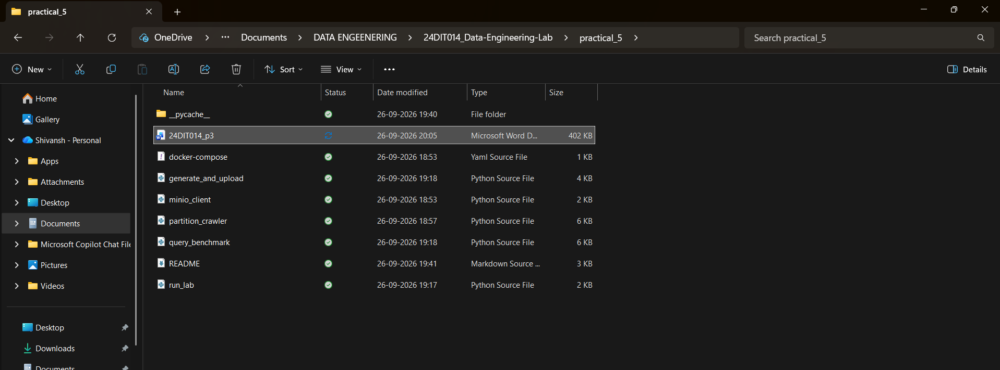 practical_5
OneDrive > ... Documents > DATA ENGEENERING > 24DIT014_Data-Engineering-Lab > practical_5 >
Search practical_5
New
Sort
View
Details
Home
Gallery
Shivansh - Personal
Apps
Attachments
Desktop
Documents
Microsoft Copilot Chat File
Pictures
Videos
Desktop
Downloads
Documents
Name Status Date modified Type Size
__pycache__ 26-09-2026 19:40 File folder
24DIT014_p3 26-09-2026 20:05 Microsoft Word D... 402 KB
docker-compose 26-09-2026 18:53 Yaml Source File 1 KB
generate_and_upload 26-09-2026 19:18 Python Source File 4 KB
minio_client 26-09-2026 18:53 Python Source File 2 KB
partition_crawler 26-09-2026 18:57 Python Source File 6 KB
query_benchmark 26-09-2026 19:18 Python Source File 6 KB
README 26-09-2026 19:41 Markdown Source ... 3 KB
run_lab 26-09-2026 19:17 Python Source File 2 KB